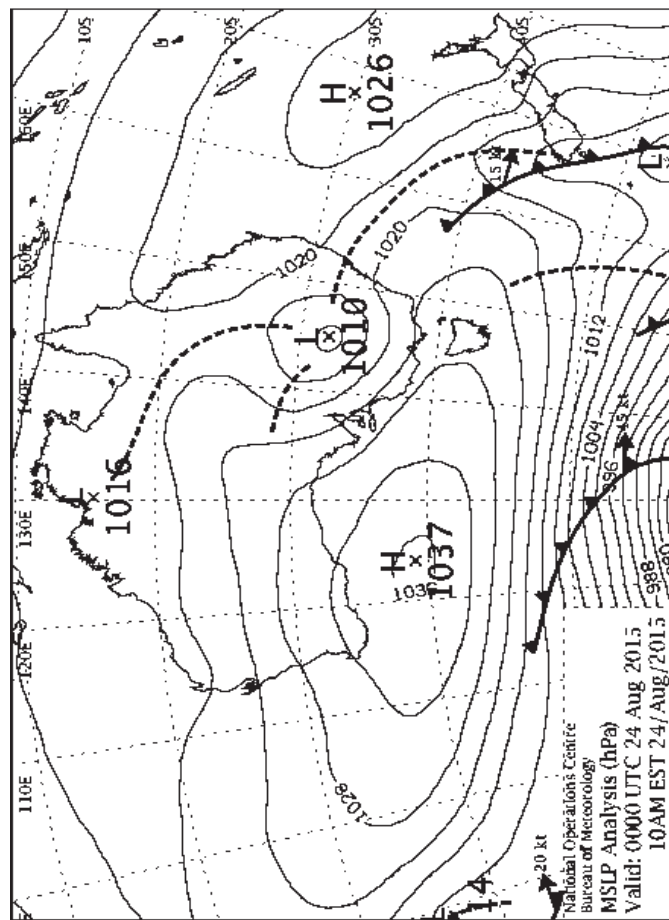 110E
120E
130E
140E
150E
160E
10S
20S
30S
40S
L
1016
H
1026
1020
L
1010
1020
H
1037
1028
1012
1004
996
988
15 kt
20 kt
L
National Operations Centre
Bureau of Meteorology
MSLP Analysis (hPa)
Valid: 0000 UTC 24 Aug 2015
10AM EST 24/Aug/2015